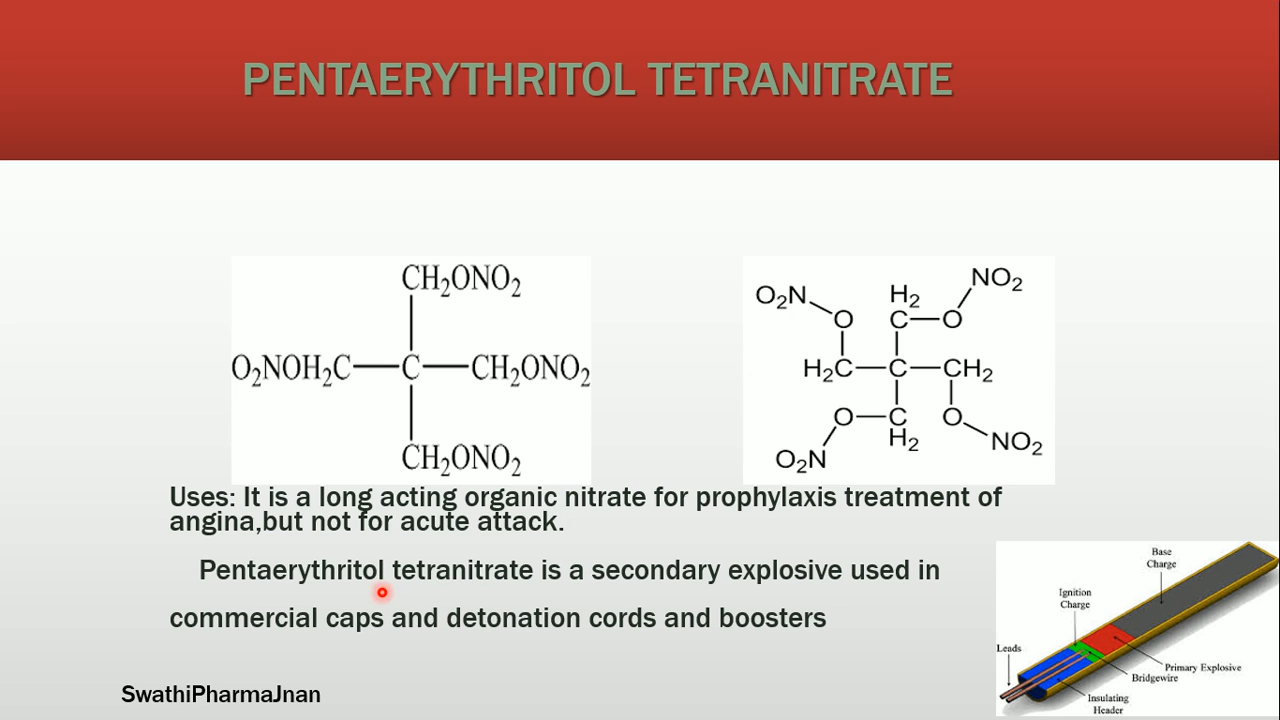 PENTAERYTHRITOL TETRANITRATE
CH₂ONO₂
O₂NOH₂C—C—CH₂ONO₂
CH₂ONO₂
NO₂
O₂N H₂
O C—O
H₂C—C—CH₂
O—C O
H₂ NO₂
O₂N
Uses: It is a long acting organic nitrate for prophylaxis treatment of
angina,but not for acute attack.
Pentaerythritol tetranitrate is a secondary explosive used in
commercial caps and detonation cords and boosters
Base
Charge
Ignition
Charge
Leads
Primary Explosive
Bridgewire
Insulating
Header
SwathiPharmaJnan